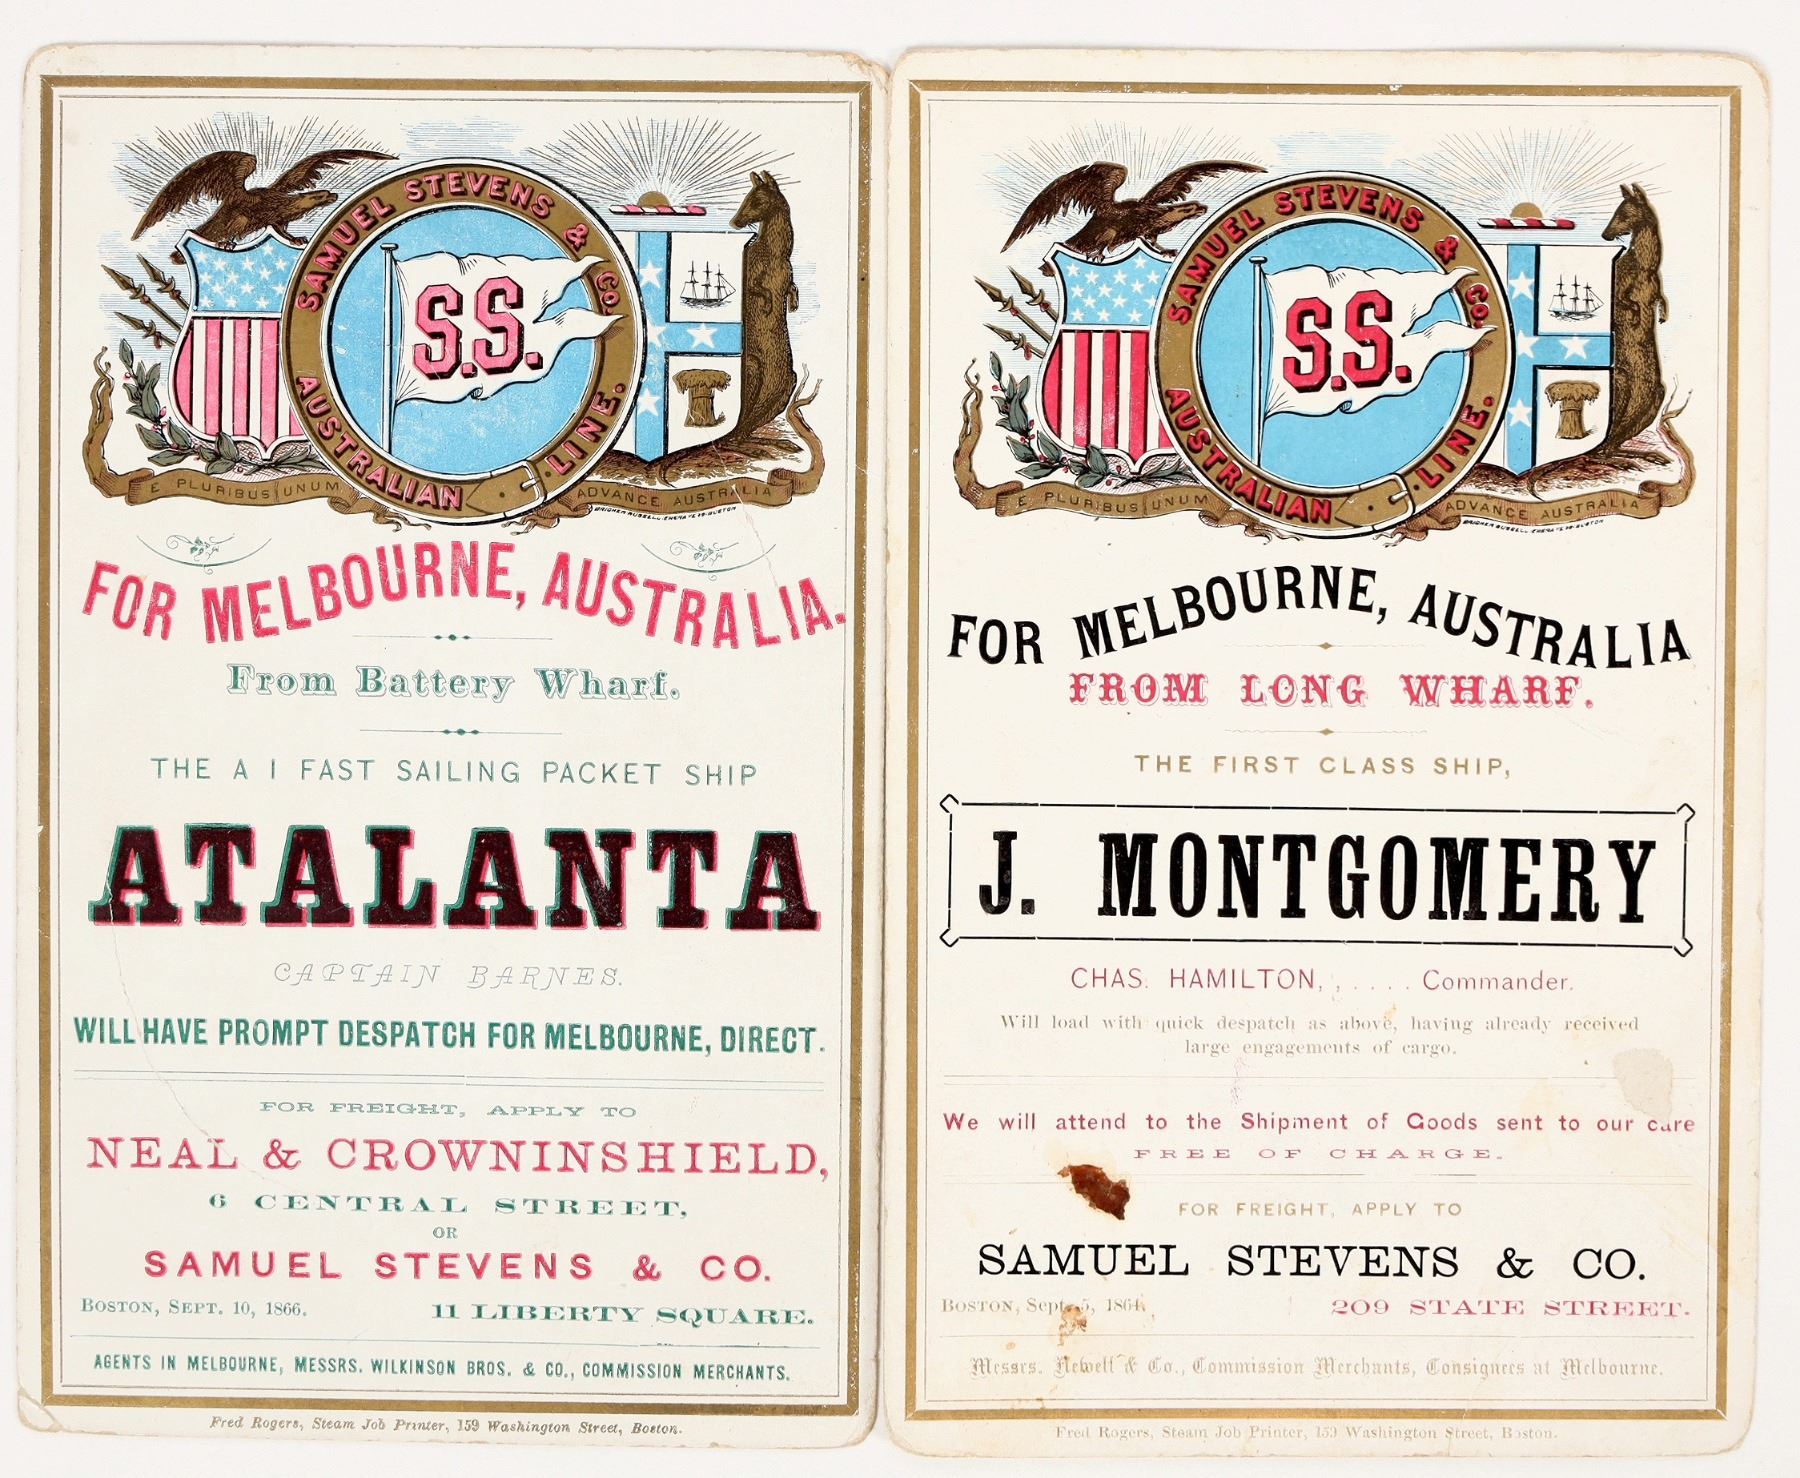 SAMUEL STEVENS & CO.
AUSTRALIAN LINE.
S.S.
E PLURIBUS UNUM
ADVANCE AUSTRALIA
FOR MELBOURNE, AUSTRALIA.
From Battery Wharf.
THE A 1 FAST SAILING PACKET SHIP
ATALANTA
CAPTAIN BARNES.
WILL HAVE PROMPT DESPATCH FOR MELBOURNE, DIRECT.
FOR FREIGHT, APPLY TO
NEAL & CROWNINSHIELD,
6 CENTRAL STREET,
OR
SAMUEL STEVENS & CO.
BOSTON, SEPT. 10, 1866. 11 LIBERTY SQUARE.
AGENTS IN MELBOURNE, MESSRS. WILKINSON BROS. & CO., COMMISSION MERCHANTS.
Fred Rogers, Steam Job Printer, 159 Washington Street, Boston.
SAMUEL STEVENS & CO.
AUSTRALIAN LINE.
S.S.
E PLURIBUS UNUM
ADVANCE AUSTRALIA
FOR MELBOURNE, AUSTRALIA
FROM LONG WHARF.
THE FIRST CLASS SHIP,
J. MONTGOMERY
CHAS. HAMILTON, . . . . Commander.
Will load with quick despatch as above, having already received
large engagements of cargo.
We will attend to the Shipment of Goods sent to our care
FREE OF CHARGE.
FOR FREIGHT, APPLY TO
SAMUEL STEVENS & CO.
BOSTON, Sept. 5, 1864. 209 STATE STREET.
Messrs. Newell & Co., Commission Merchants, Consignees at Melbourne.
Fred Rogers, Steam Job Printer, 159 Washington Street, Boston.